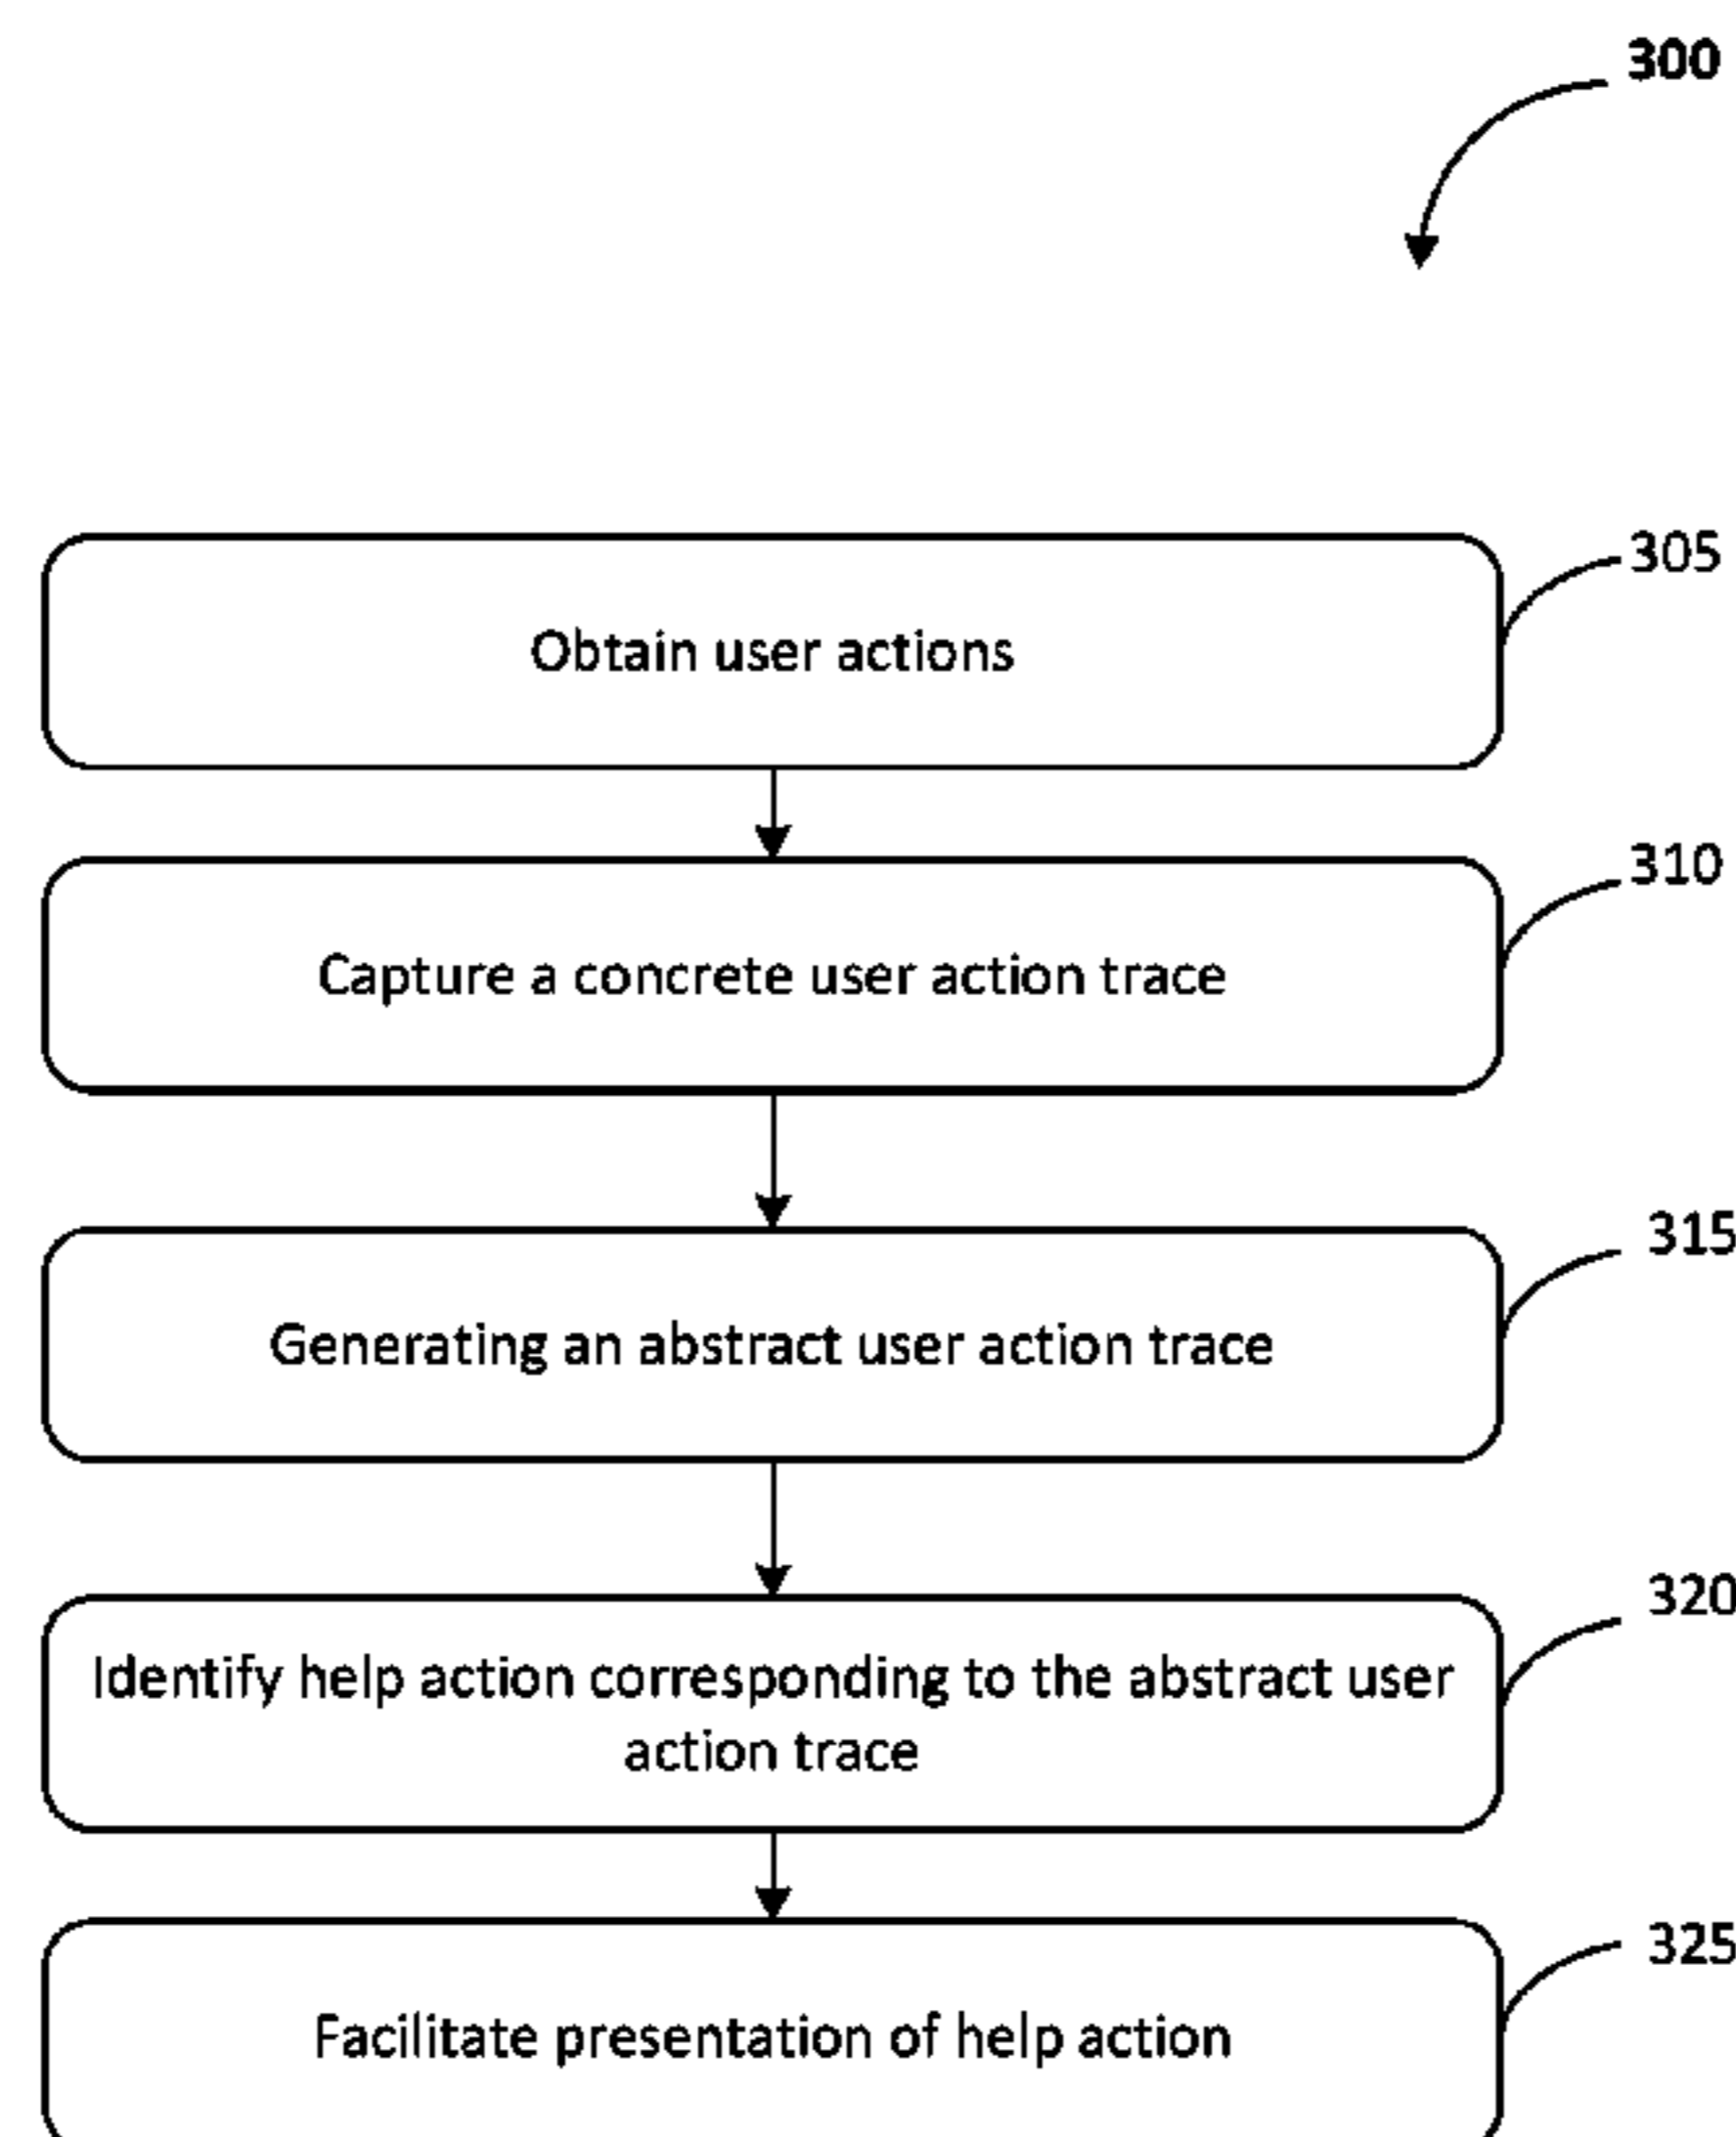 300
305
Obtain user actions
310
Capture a concrete user action trace
315
Generating an abstract user action trace
320
Identify help action corresponding to the abstract user
action trace
325
Facilitate presentation of help action